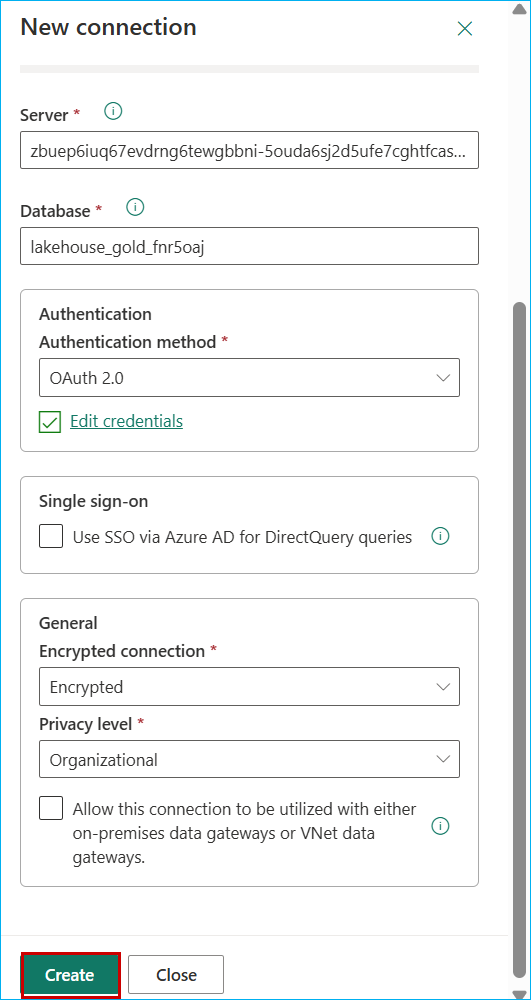 New connection
Server *
zbuep6iuq67evdrng6tewgbbni-5ouda6sj2d5ufe7cghtfcas...
Database *
lakehouse_gold_fnr5oaj
Authentication
Authentication method *
OAuth 2.0
Edit credentials
Single sign-on
Use SSO via Azure AD for DirectQuery queries
General
Encrypted connection *
Encrypted
Privacy level *
Organizational
Allow this connection to be utilized with either
on-premises data gateways or VNet data
gateways.
Create
Close